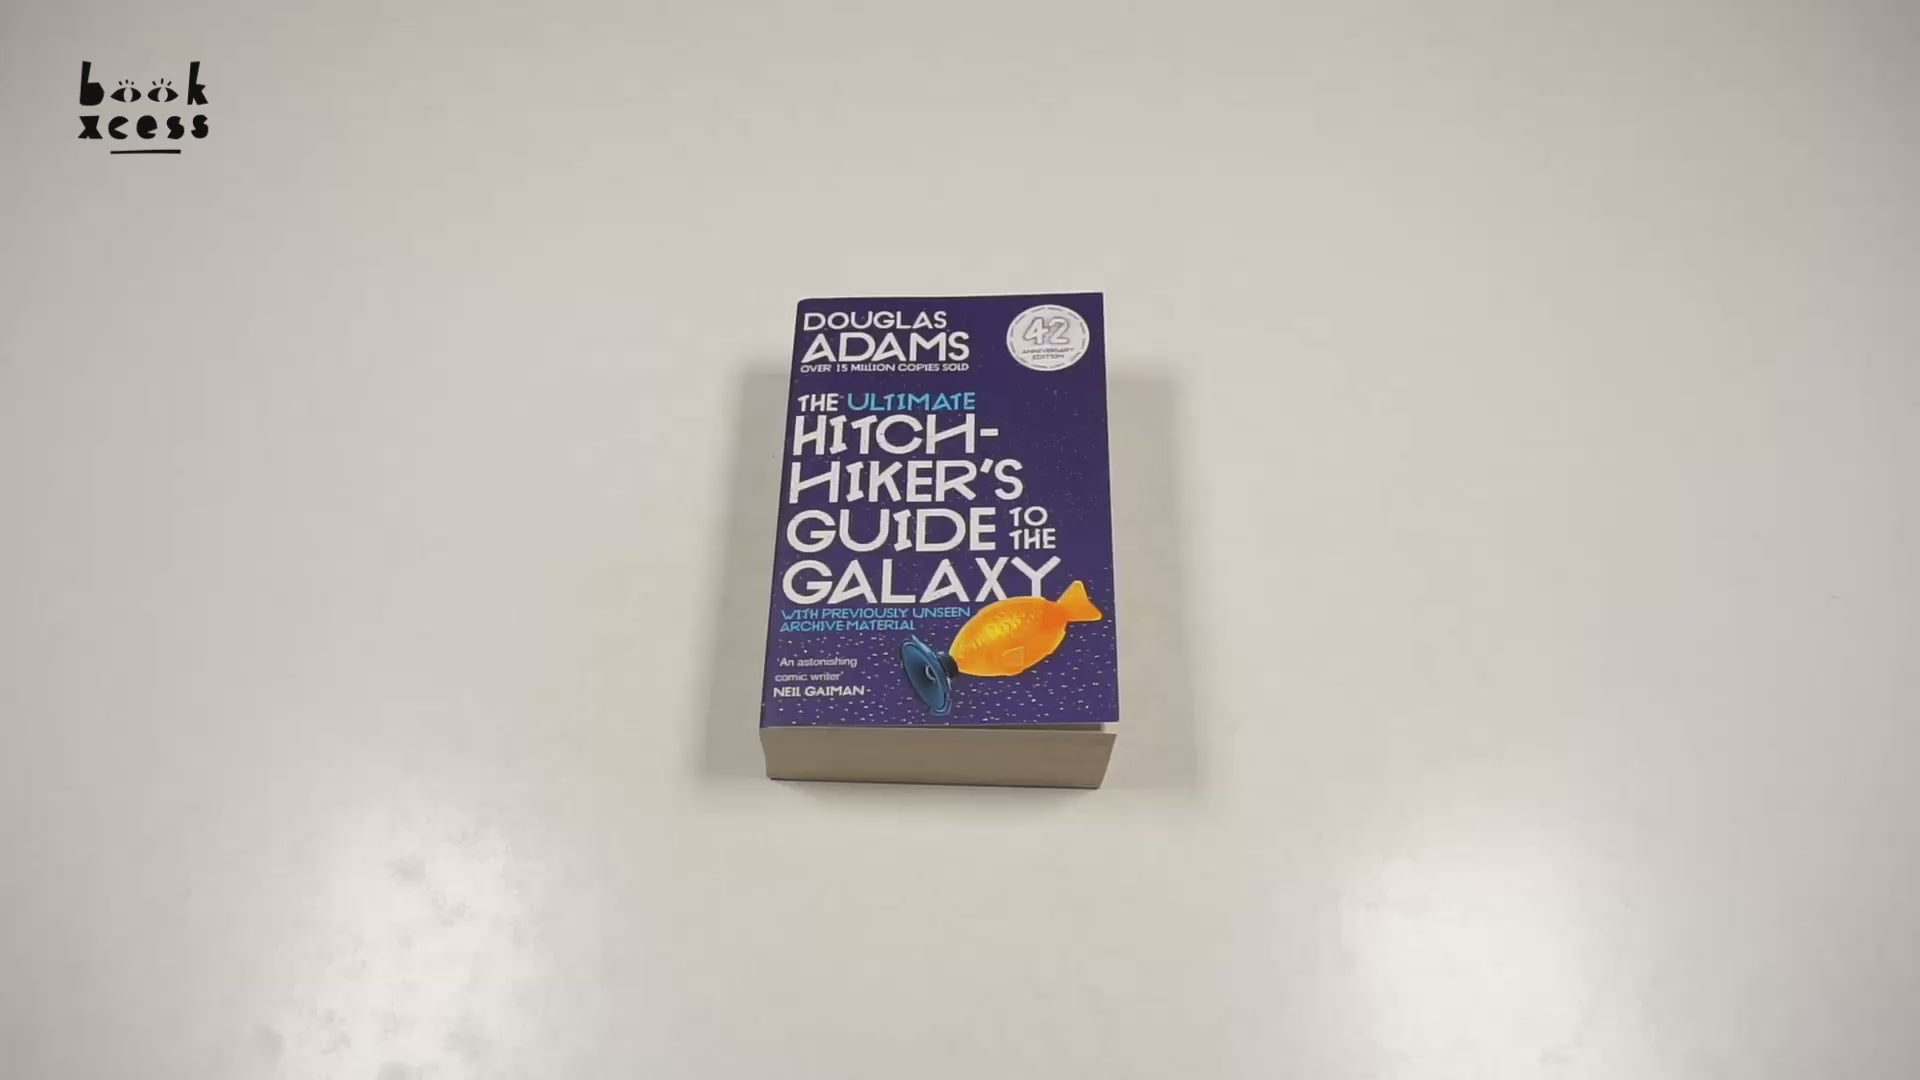 book
xcess
DOUGLAS
ADAMS
OVER 15 MILLION COPIES SOLD
42
ANNIVERSARY
EDITION
THE ULTIMATE
HITCH-
HIKER'S
GUIDE TO THE
GALAXY
WITH PREVIOUSLY UNSEEN
ARCHIVE MATERIAL
'An astonishing
comic writer'
NEIL GAIMAN